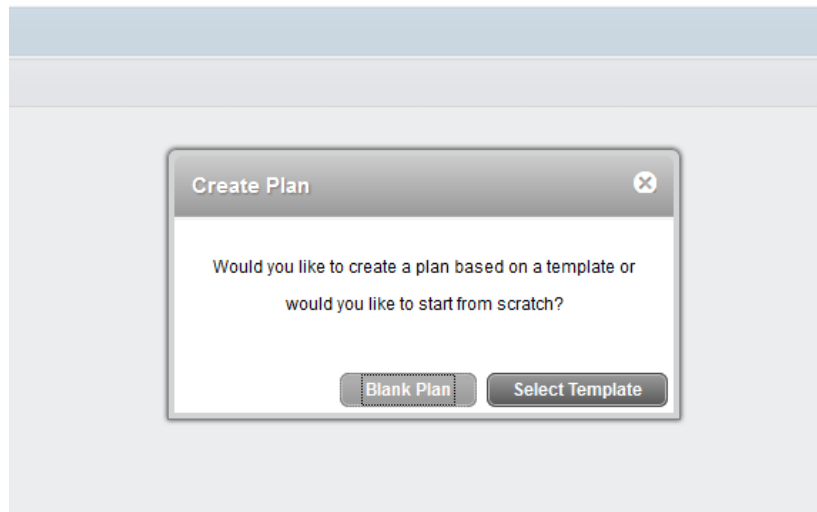 Create Plan
Would you like to create a plan based on a template or
would you like to start from scratch?
Blank Plan
Select Template